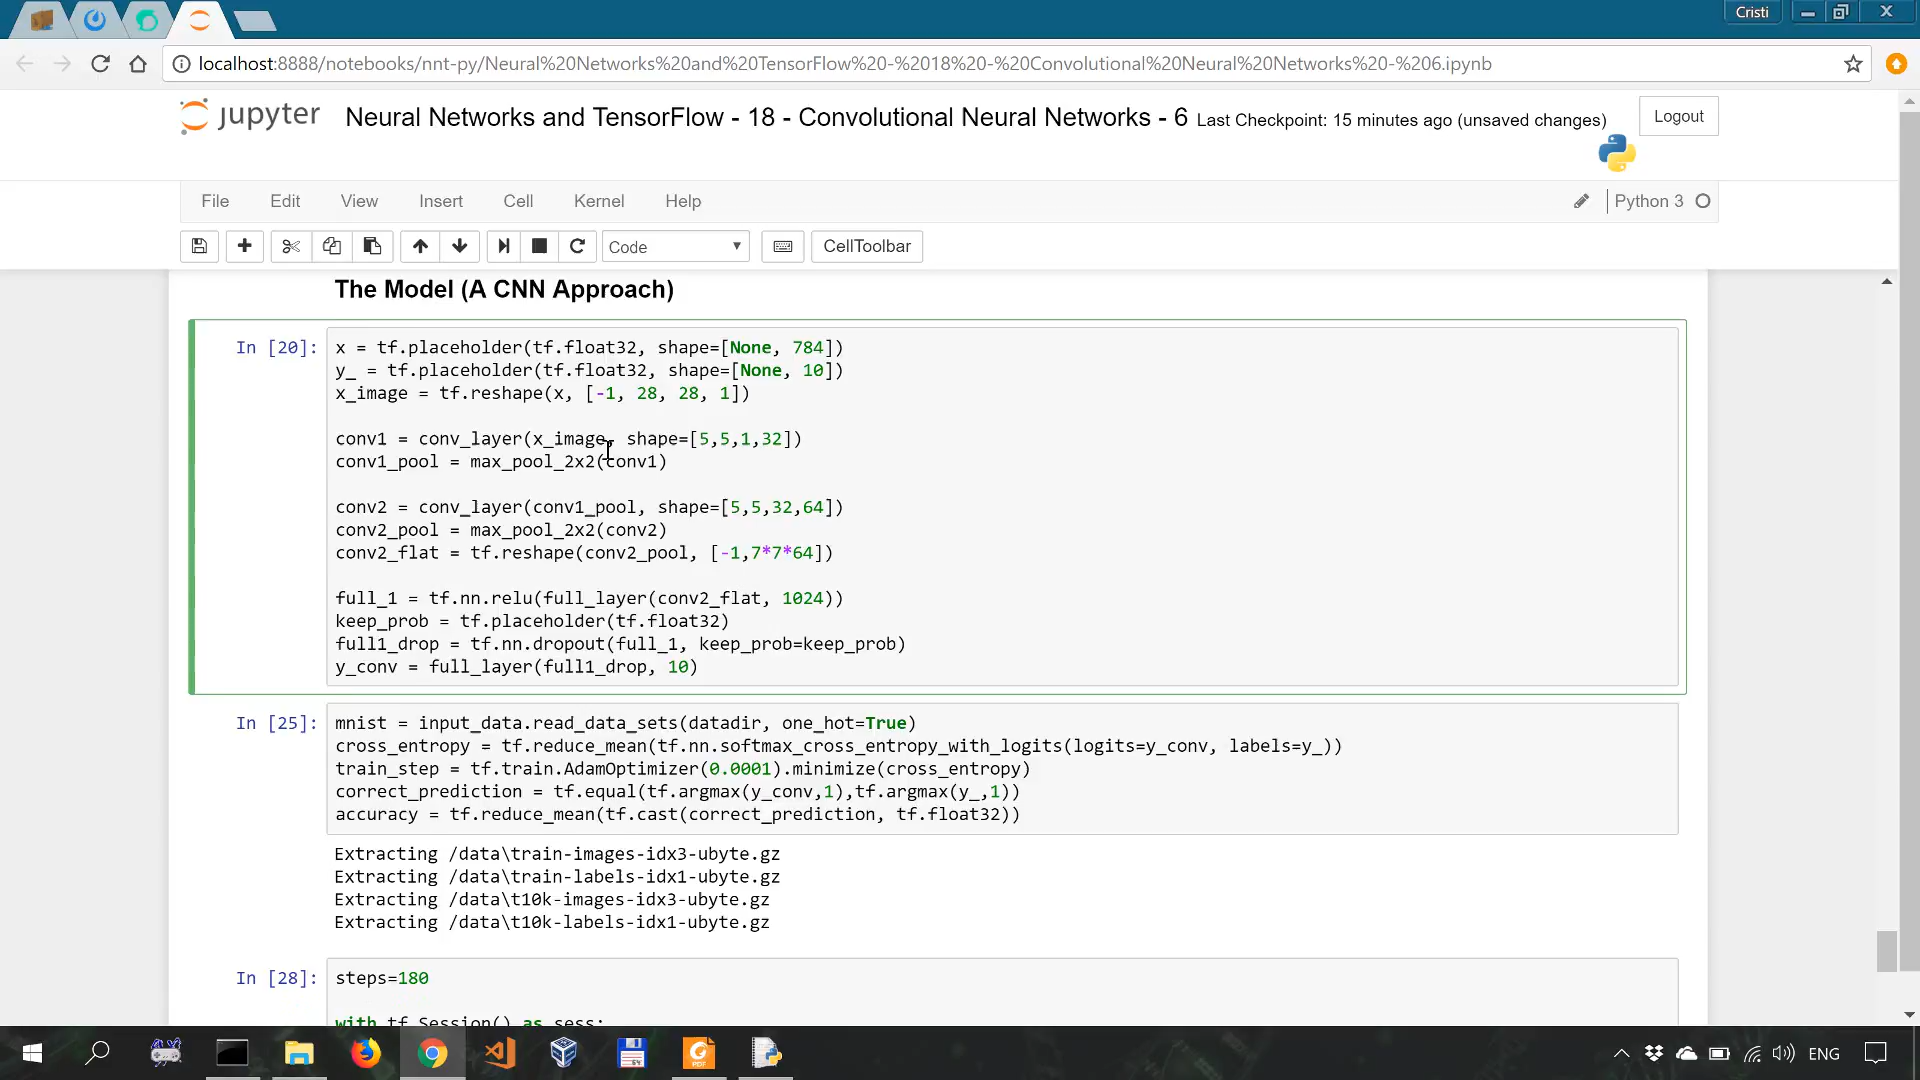 Cristi
localhost:8888/notebooks/nnt-py/Neural%20Networks%20and%20TensorFlow%20-%2018%20-%20Convolutional%20Neural%20Networks%20-%206.ipynb
jupyter Neural Networks and TensorFlow - 18 - Convolutional Neural Networks - 6 Last Checkpoint: 15 minutes ago (unsaved changes) Logout
File Edit View Insert Cell Kernel Help Python 3
Code CellToolbar
The Model (A CNN Approach)
In [20]: x = tf.placeholder(tf.float32, shape=[None, 784])
y_ = tf.placeholder(tf.float32, shape=[None, 10])
x_image = tf.reshape(x, [-1, 28, 28, 1])
conv1 = conv_layer(x_image, shape=[5,5,1,32])
conv1_pool = max_pool_2x2(conv1)
conv2 = conv_layer(conv1_pool, shape=[5,5,32,64])
conv2_pool = max_pool_2x2(conv2)
conv2_flat = tf.reshape(conv2_pool, [-1,7*7*64])
full_1 = tf.nn.relu(full_layer(conv2_flat, 1024))
keep_prob = tf.placeholder(tf.float32)
full1_drop = tf.nn.dropout(full_1, keep_prob=keep_prob)
y_conv = full_layer(full1_drop, 10)
In [25]: mnist = input_data.read_data_sets(datadir, one_hot=True)
cross_entropy = tf.reduce_mean(tf.nn.softmax_cross_entropy_with_logits(logits=y_conv, labels=y_))
train_step = tf.train.AdamOptimizer(0.0001).minimize(cross_entropy)
correct_prediction = tf.equal(tf.argmax(y_conv,1),tf.argmax(y_,1))
accuracy = tf.reduce_mean(tf.cast(correct_prediction, tf.float32))
Extracting /data\train-images-idx3-ubyte.gz
Extracting /data\train-labels-idx1-ubyte.gz
Extracting /data\t10k-images-idx3-ubyte.gz
Extracting /data\t10k-labels-idx1-ubyte.gz
In [28]: steps=180
with tf.Session() as sess:
64 PDF ENG